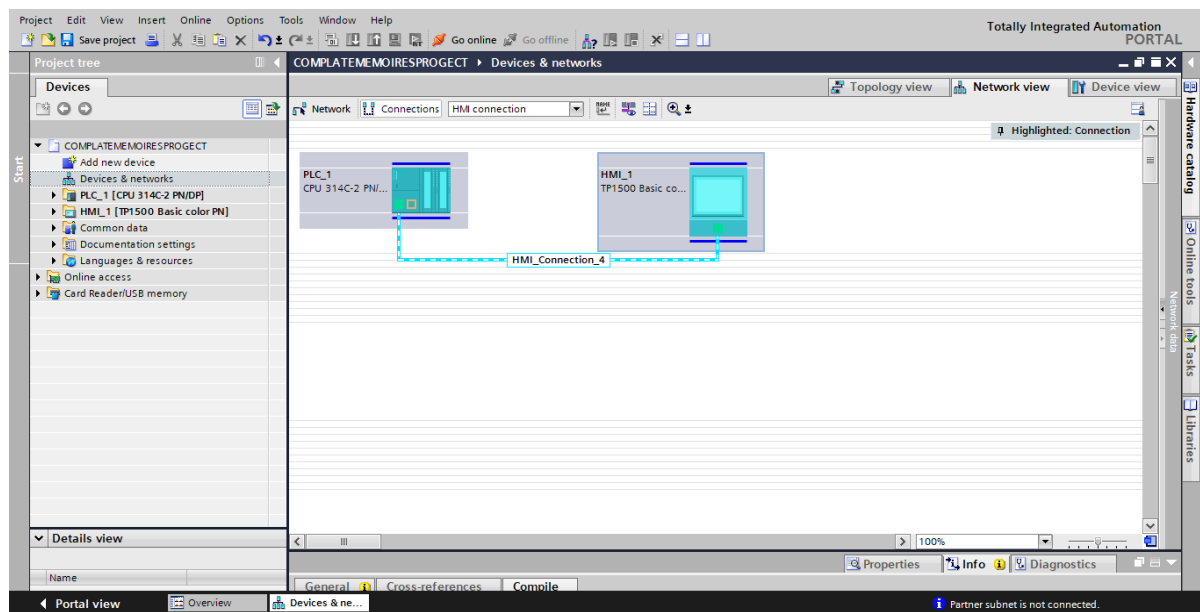 Project Edit View Insert Online Options Tools Window Help
Totally Integrated Automation
PORTAL
Save project Go online Go offline
Project tree
COMPLATEMEMOIRESPROGECT Devices & networks
Devices
Topology view Network view Device view
Network Connections HMI connection
Highlighted: Connection
COMPLATEMEMOIRESPROGECT
Add new device
Devices & networks
PLC_1 [CPU 314C-2 PN/DP]
HMI_1 [TP1500 Basic color PN]
Common data
Documentation settings
Languages & resources
Online access
Card Reader/USB memory
PLC_1
CPU 314C-2 PN/...
HMI_1
TP1500 Basic co...
HMI_Connection_4
Start
Hardware catalog
Online tools
Tasks
Libraries
Network data
100%
Details view
Name
Properties Info Diagnostics
General Cross-references Compile
Portal view Overview Devices & ne...
Partner subnet is not connected.